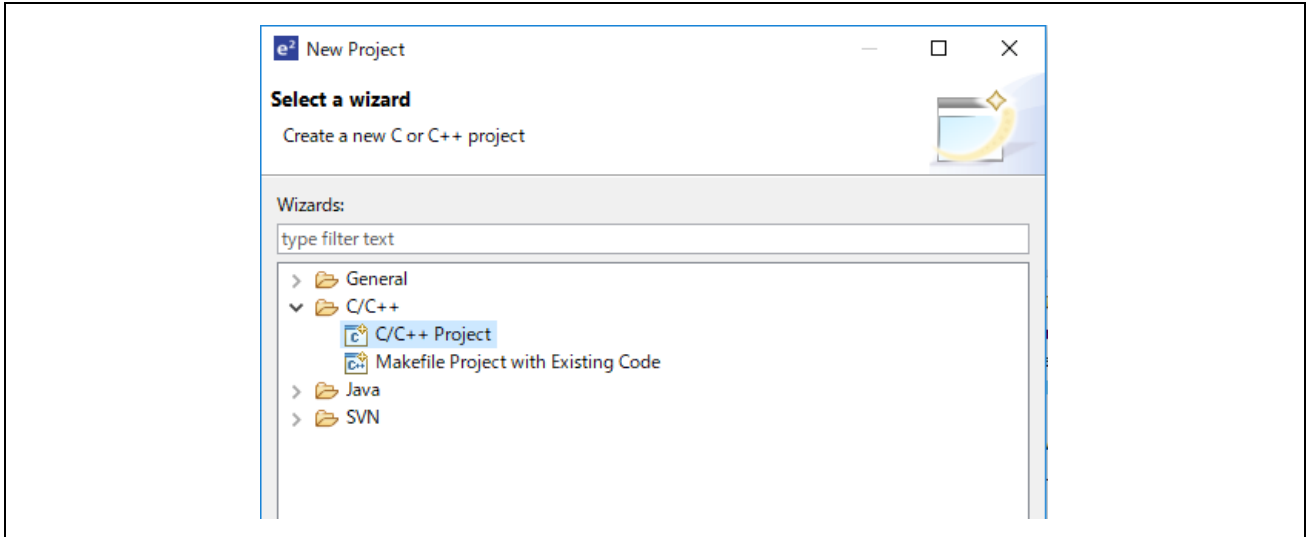 e² New Project
Select a wizard
Create a new C or C++ project
Wizards:
type filter text
General
C/C++
C/C++ Project
Makefile Project with Existing Code
Java
SVN